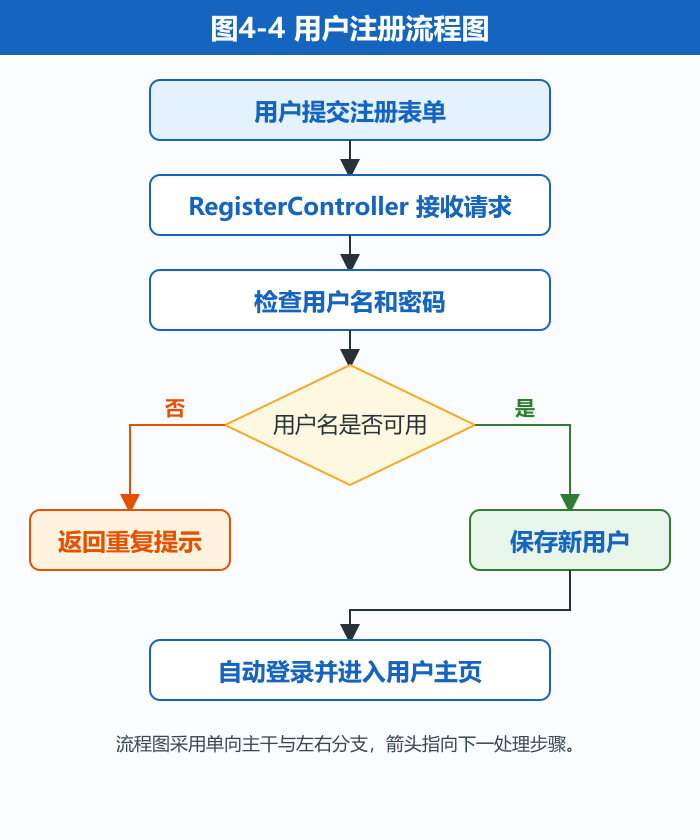 图4-4 用户注册流程图
用户提交注册表单
RegisterController 接收请求
检查用户名和密码
否
是
用户名是否可用
返回重复提示
保存新用户
自动登录并进入用户主页
流程图采用单向主干与左右分支，箭头指向下一处理步骤。